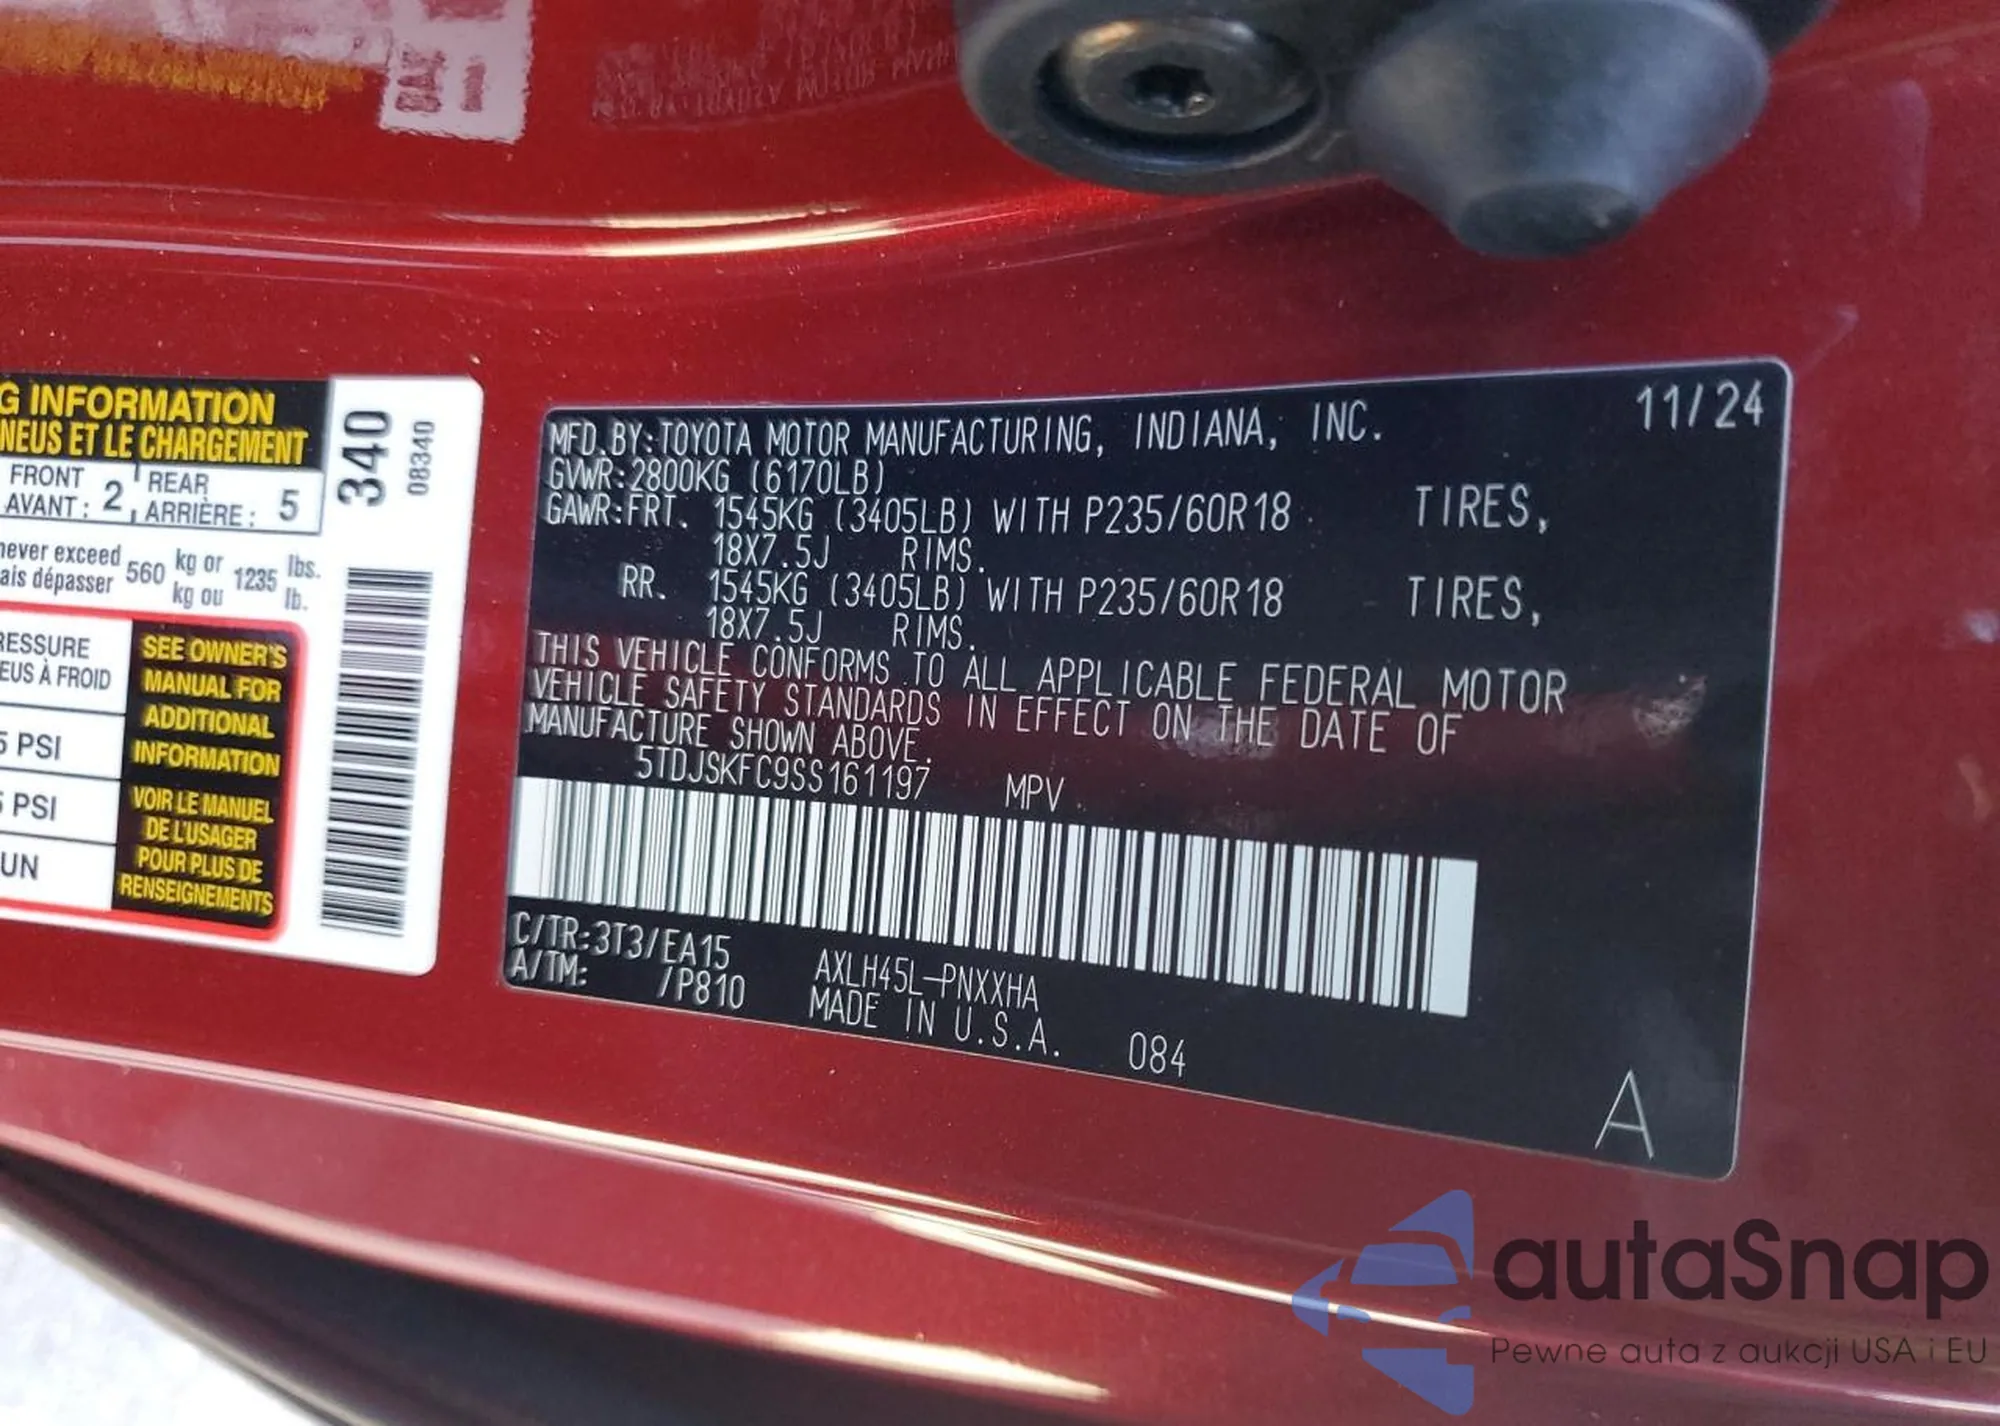 BAX
G INFORMATION
NEUS ET LE CHARGEMENT
FRONT
AVANT : 2
REAR
ARRIÈRE : 5
never exceed
ais dépasser
560 kg or
kg ou
1235 lbs.
lb.
RESSURE
EUS À FROID
5 PSI
5 PSI
UN
SEE OWNER'S
MANUAL FOR
ADDITIONAL
INFORMATION
VOIR LE MANUEL
DE L'USAGER
POUR PLUS DE
RENSEIGNEMENTS
340
08340
MFD.BY:TOYOTA MOTOR MANUFACTURING, INDIANA, INC. 11/24
GVWR:2800KG (6170LB)
GAWR:FRT. 1545KG (3405LB) WITH P235/60R18 TIRES,
18X7.5J RIMS.
RR. 1545KG (3405LB) WITH P235/60R18 TIRES,
18X7.5J RIMS.
THIS VEHICLE CONFORMS TO ALL APPLICABLE FEDERAL MOTOR
VEHICLE SAFETY STANDARDS IN EFFECT ON THE DATE OF
MANUFACTURE SHOWN ABOVE.
5TDJSKFC9SS161197 MPV
C/TR:3T3/EA15 AXLH45L-PNXXHA
A/TM: /P810 MADE IN U.S.A. 084
A
autaSnap
Pewne auta z aukcji USA i EU